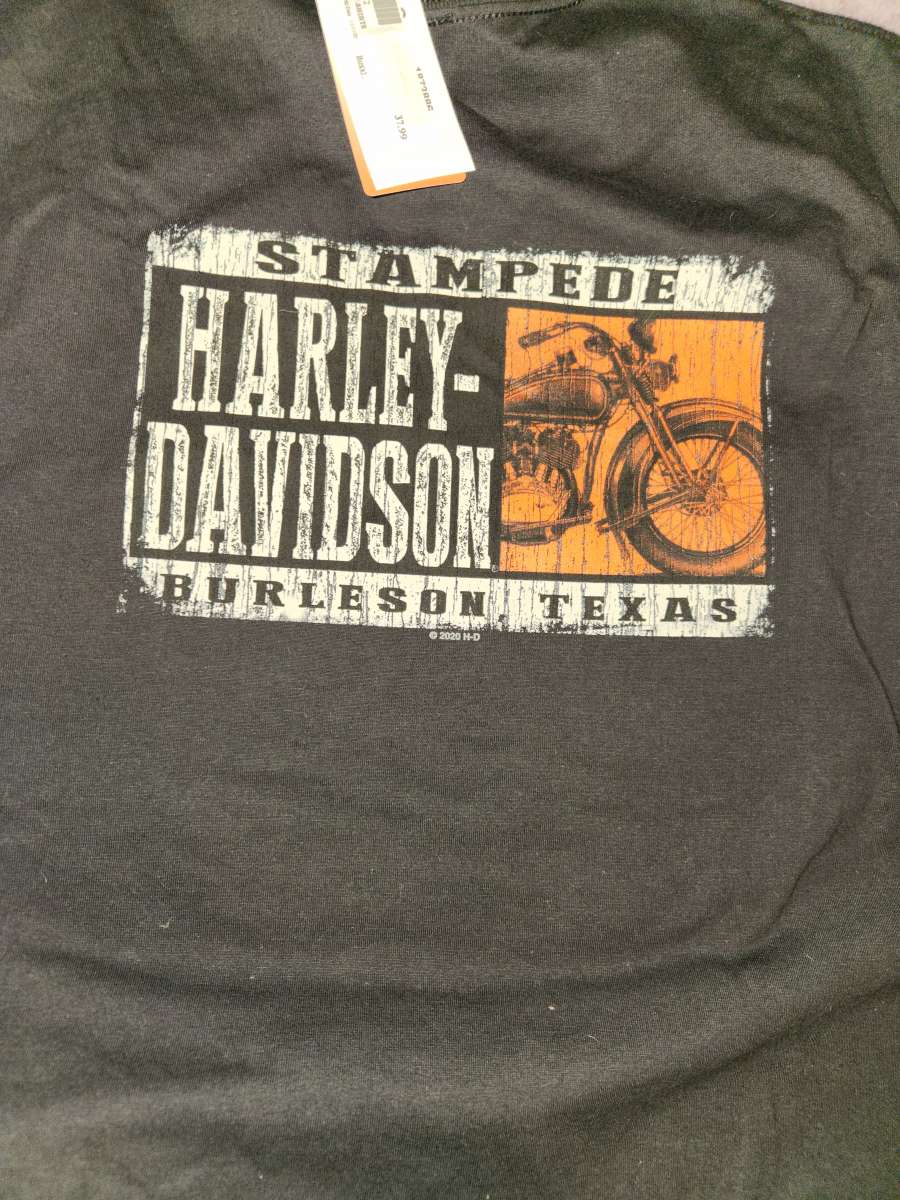 37.99
STAMPEDE
HARLEY-
DAVIDSON
BURLESON TEXAS
© 2020 H-D